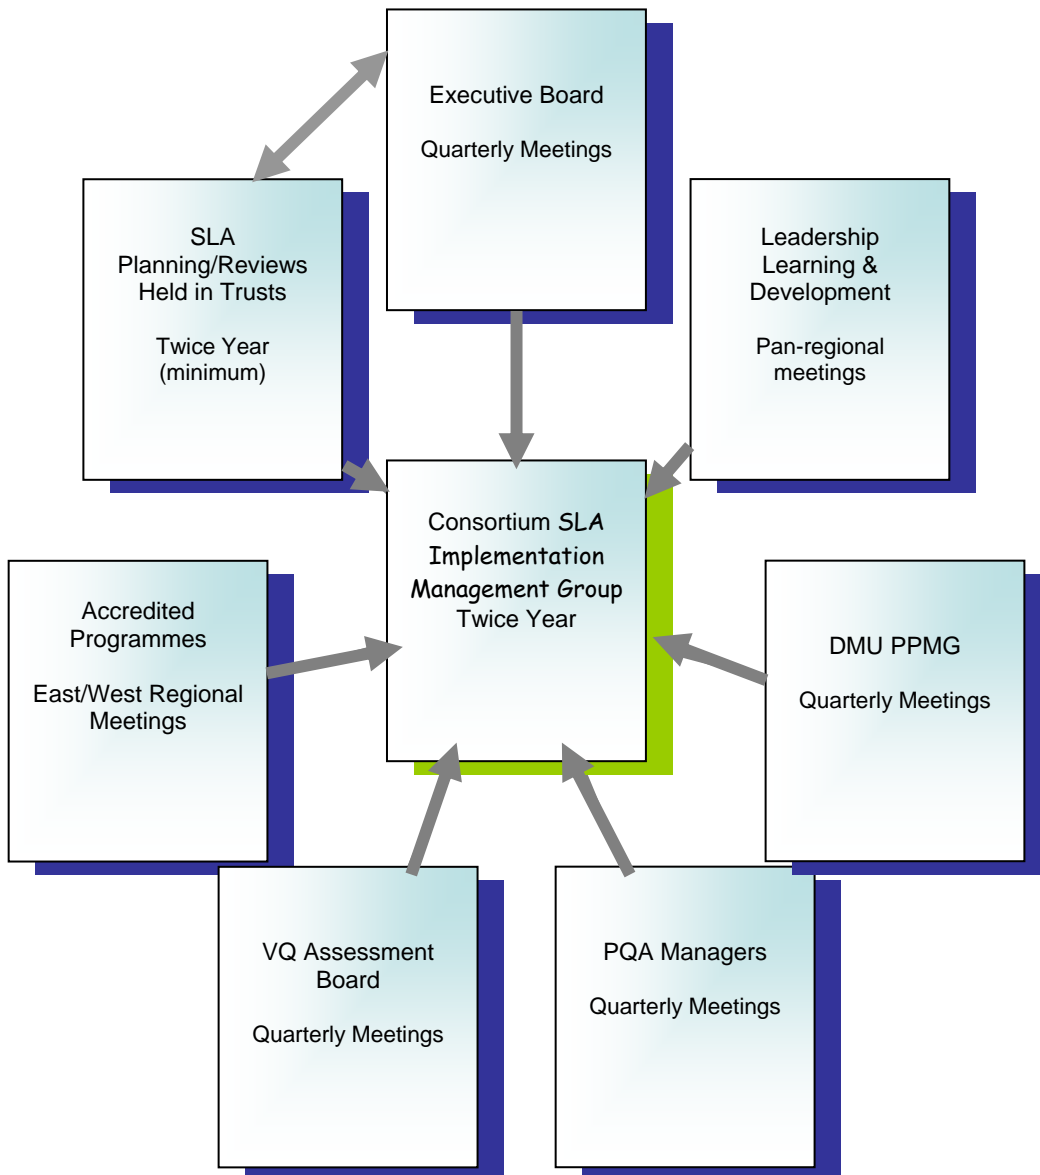 Executive Board
Quarterly Meetings
SLA
Planning/Reviews
Held in Trusts
Twice Year
(minimum)
Leadership
Learning &
Development
Pan-regional
meetings
Consortium SLA
Implementation
Management Group
Twice Year
Accredited
Programmes
East/West Regional
Meetings
DMU PPMG
Quarterly Meetings
VQ Assessment
Board
Quarterly Meetings
PQA Managers
Quarterly Meetings